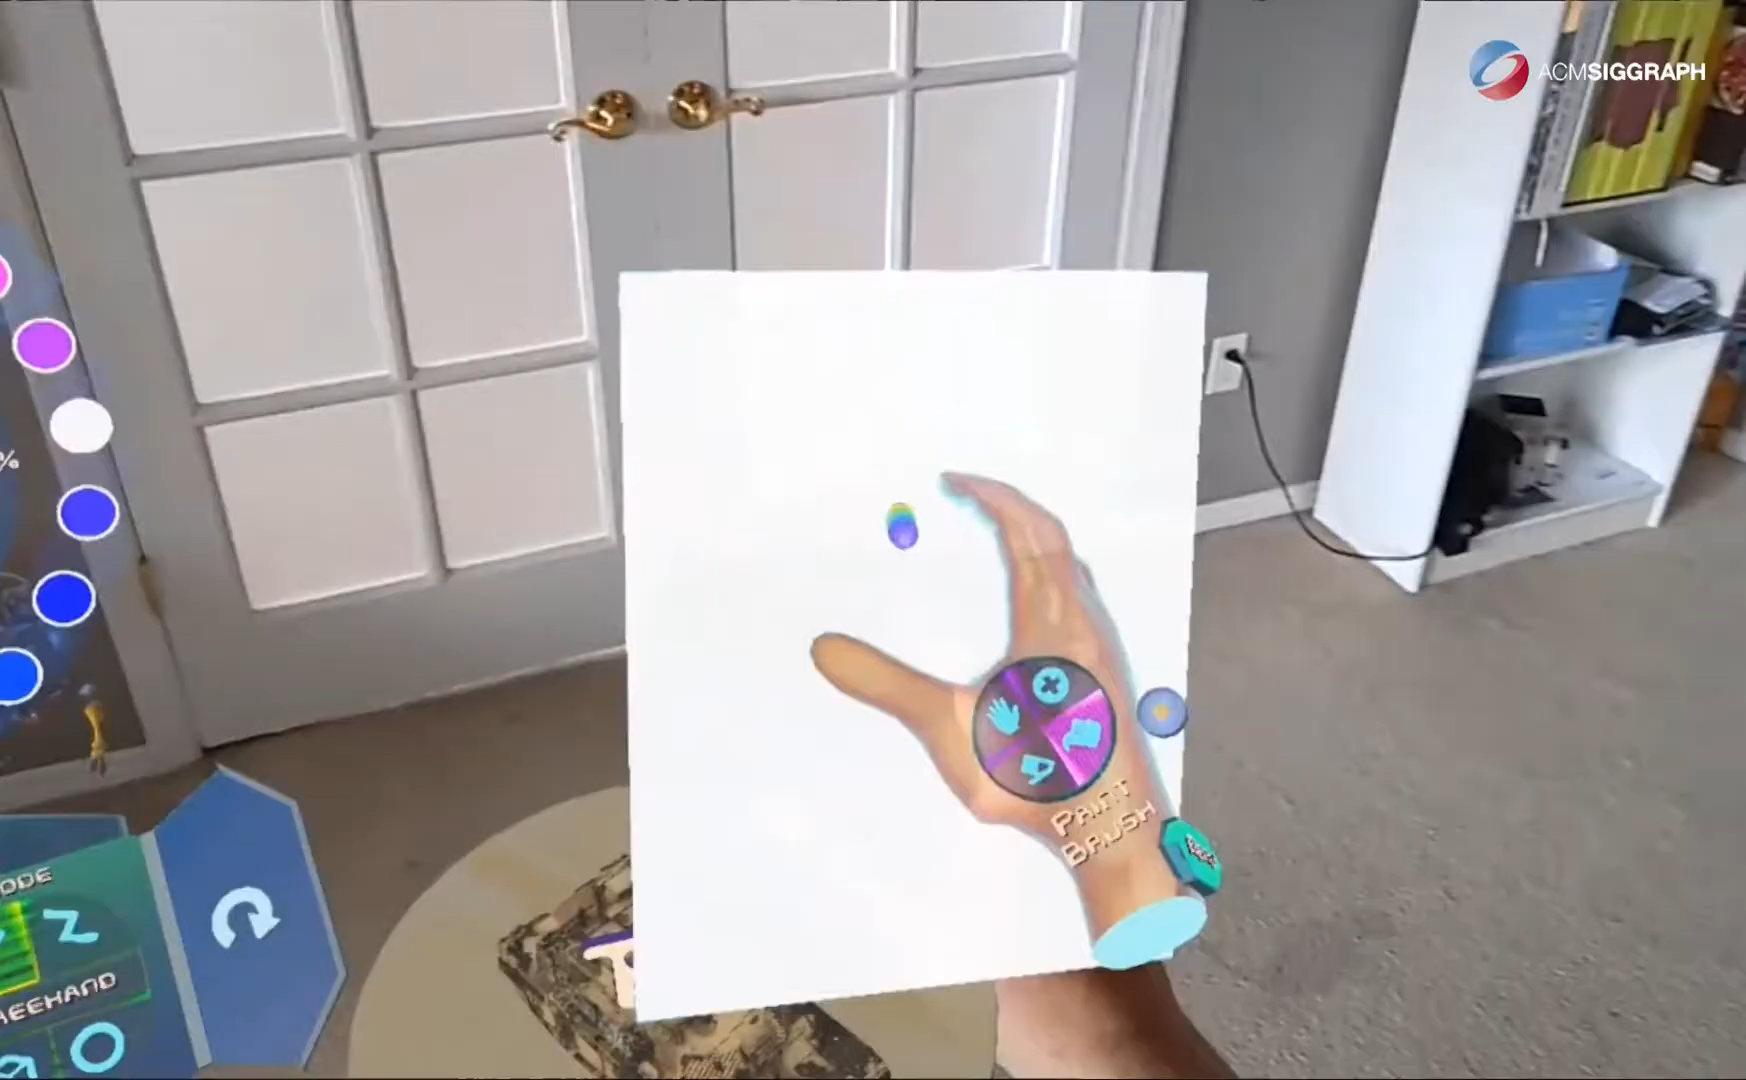 ACMSIGGRAPH
%
PAINT
BRUSH
ODE
EEHAND